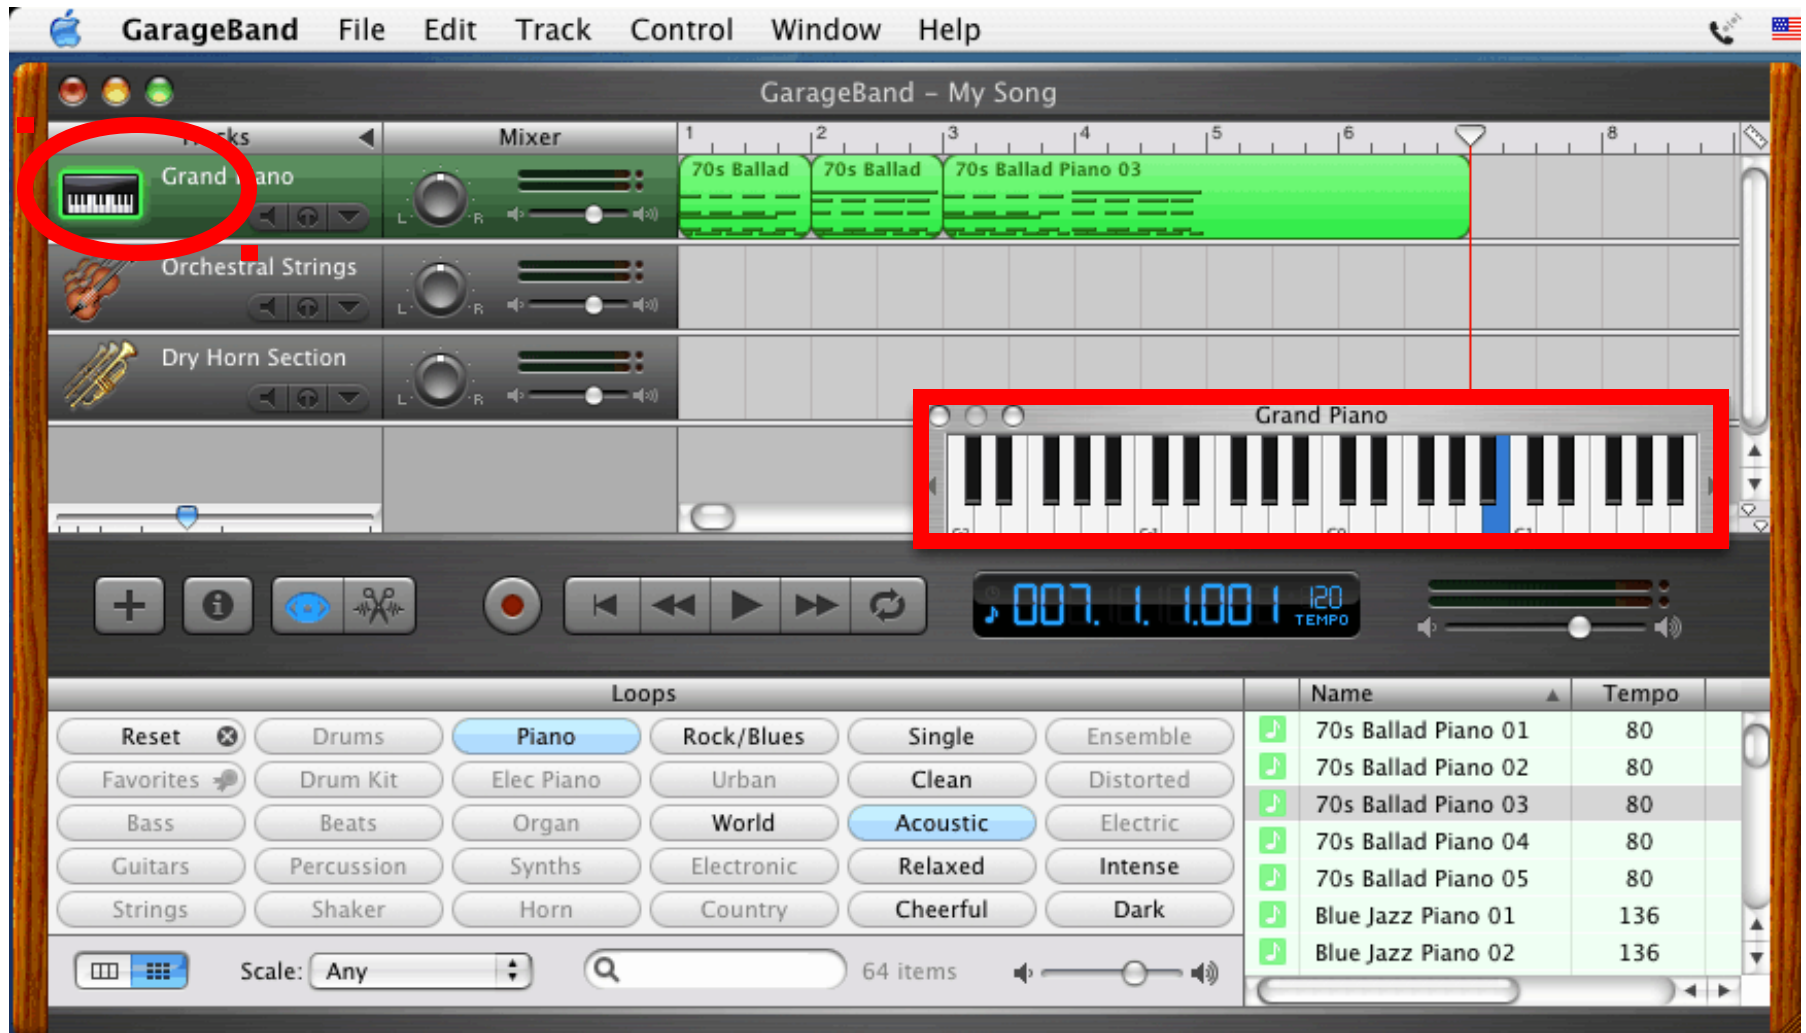 GarageBand File Edit Track Control Window Help
GarageBand – My Song
Mixer 1 2 3 4 5 6 8
Grand 70s Ballad 70s Ballad 70s Ballad Piano 03
L R
Orchestral Strings
L R
Dry Horn Section
L R
Grand Piano
007. 1. 1.001 120
TEMPO
Loops Name Tempo
Reset Drums Piano Rock/Blues Single Ensemble 70s Ballad Piano 01 80
Favorites Drum Kit Elec Piano Urban Clean Distorted 70s Ballad Piano 02 80
Bass Beats Organ World Acoustic Electric 70s Ballad Piano 03 80
Guitars Percussion Synths Electronic Relaxed Intense 70s Ballad Piano 04 80
70s Ballad Piano 05 80
Strings Shaker Horn Country Cheerful Dark Blue Jazz Piano 01 136
Blue Jazz Piano 02 136
Scale: Any 64 items